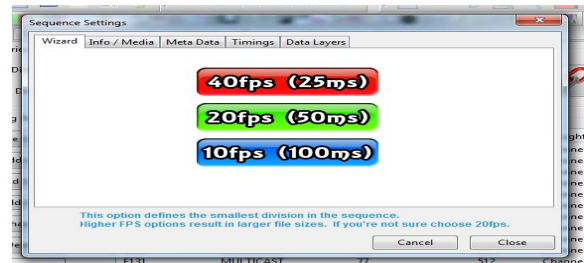 Sequence Settings
Wizard Info / Media Meta Data Timings Data Layers
40fps (25ms)
20fps (50ms)
10fps (100ms)
This option defines the smallest division in the sequence.
Higher FPS options result in larger file sizes. If you're not sure choose 20fps.
Cancel Close
E131 MULTICAST 77 512 Channe